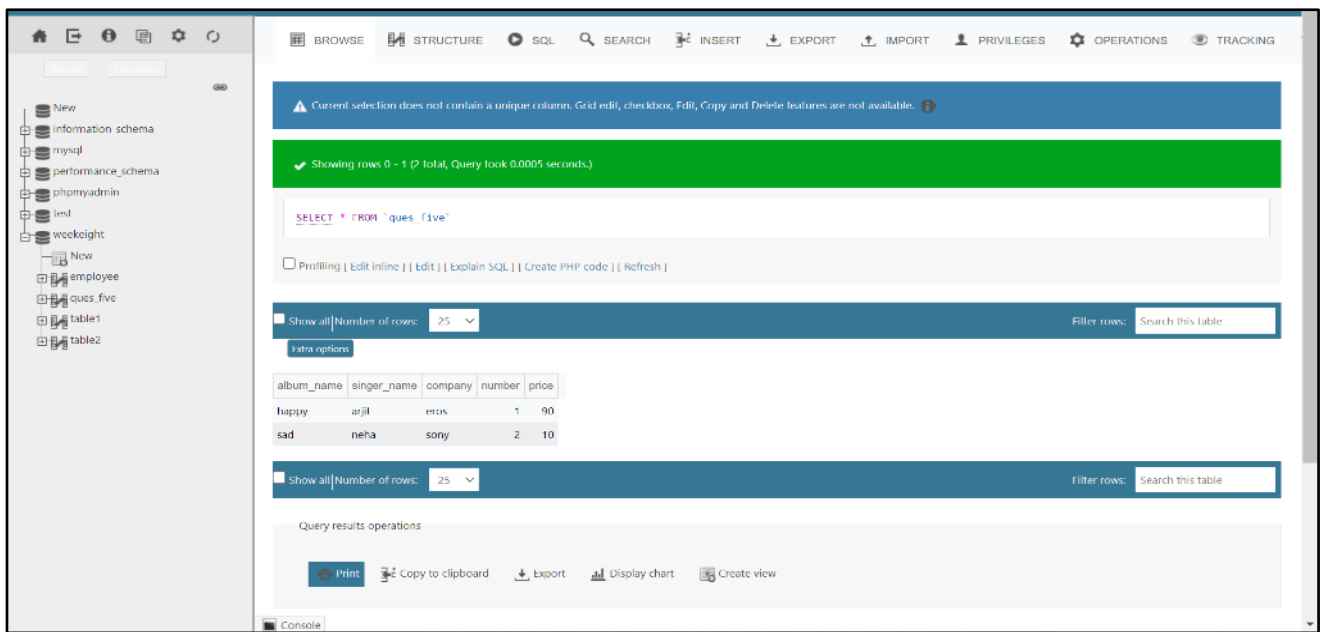 Recent Favorites
New
information_schema
mysql
performance_schema
phpmyadmin
test
weekeight
New
employee
ques_five
table1
table2
BROWSE STRUCTURE SQL SEARCH INSERT EXPORT IMPORT PRIVILEGES OPERATIONS TRACKING
Current selection does not contain a unique column. Grid edit, checkbox, Edit, Copy and Delete features are not available.
Showing rows 0 - 1 (2 total, Query took 0.0005 seconds.)
SELECT * FROM `ques_five`
Profiling [ Edit inline ] [ Edit ] [ Explain SQL ] [ Create PHP code ] [ Refresh ]
Show all Number of rows: 25 Filter rows: Search this table
Extra options
album_name singer_name company number price
happy arjit eros 1 90
sad neha sony 2 10
Show all Number of rows: 25 Filter rows: Search this table
Query results operations
Print Copy to clipboard Export Display chart Create view
Console